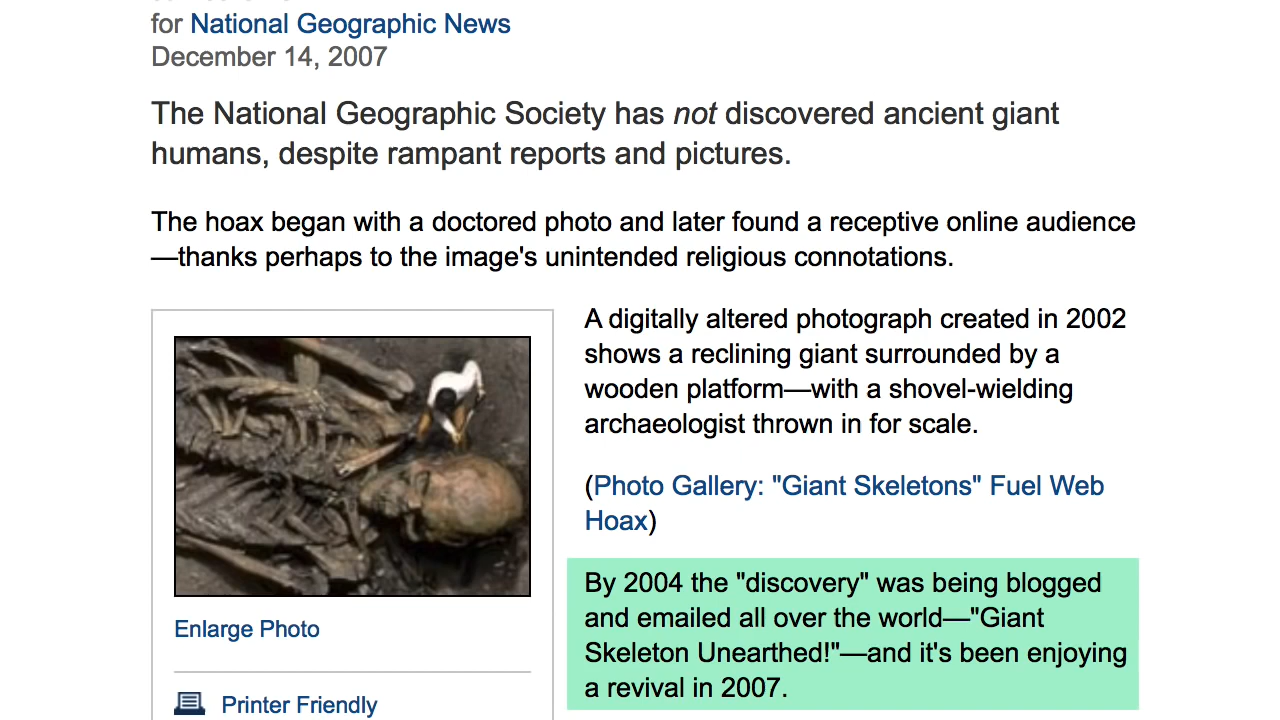 for National Geographic News
December 14, 2007
The National Geographic Society has not discovered ancient giant
humans, despite rampant reports and pictures.
The hoax began with a doctored photo and later found a receptive online audience
—thanks perhaps to the image's unintended religious connotations.
A digitally altered photograph created in 2002
shows a reclining giant surrounded by a
wooden platform—with a shovel-wielding
archaeologist thrown in for scale.
(Photo Gallery: "Giant Skeletons" Fuel Web
Hoax)
By 2004 the "discovery" was being blogged
and emailed all over the world—"Giant
Skeleton Unearthed!"—and it's been enjoying
a revival in 2007.
Enlarge Photo
Printer Friendly